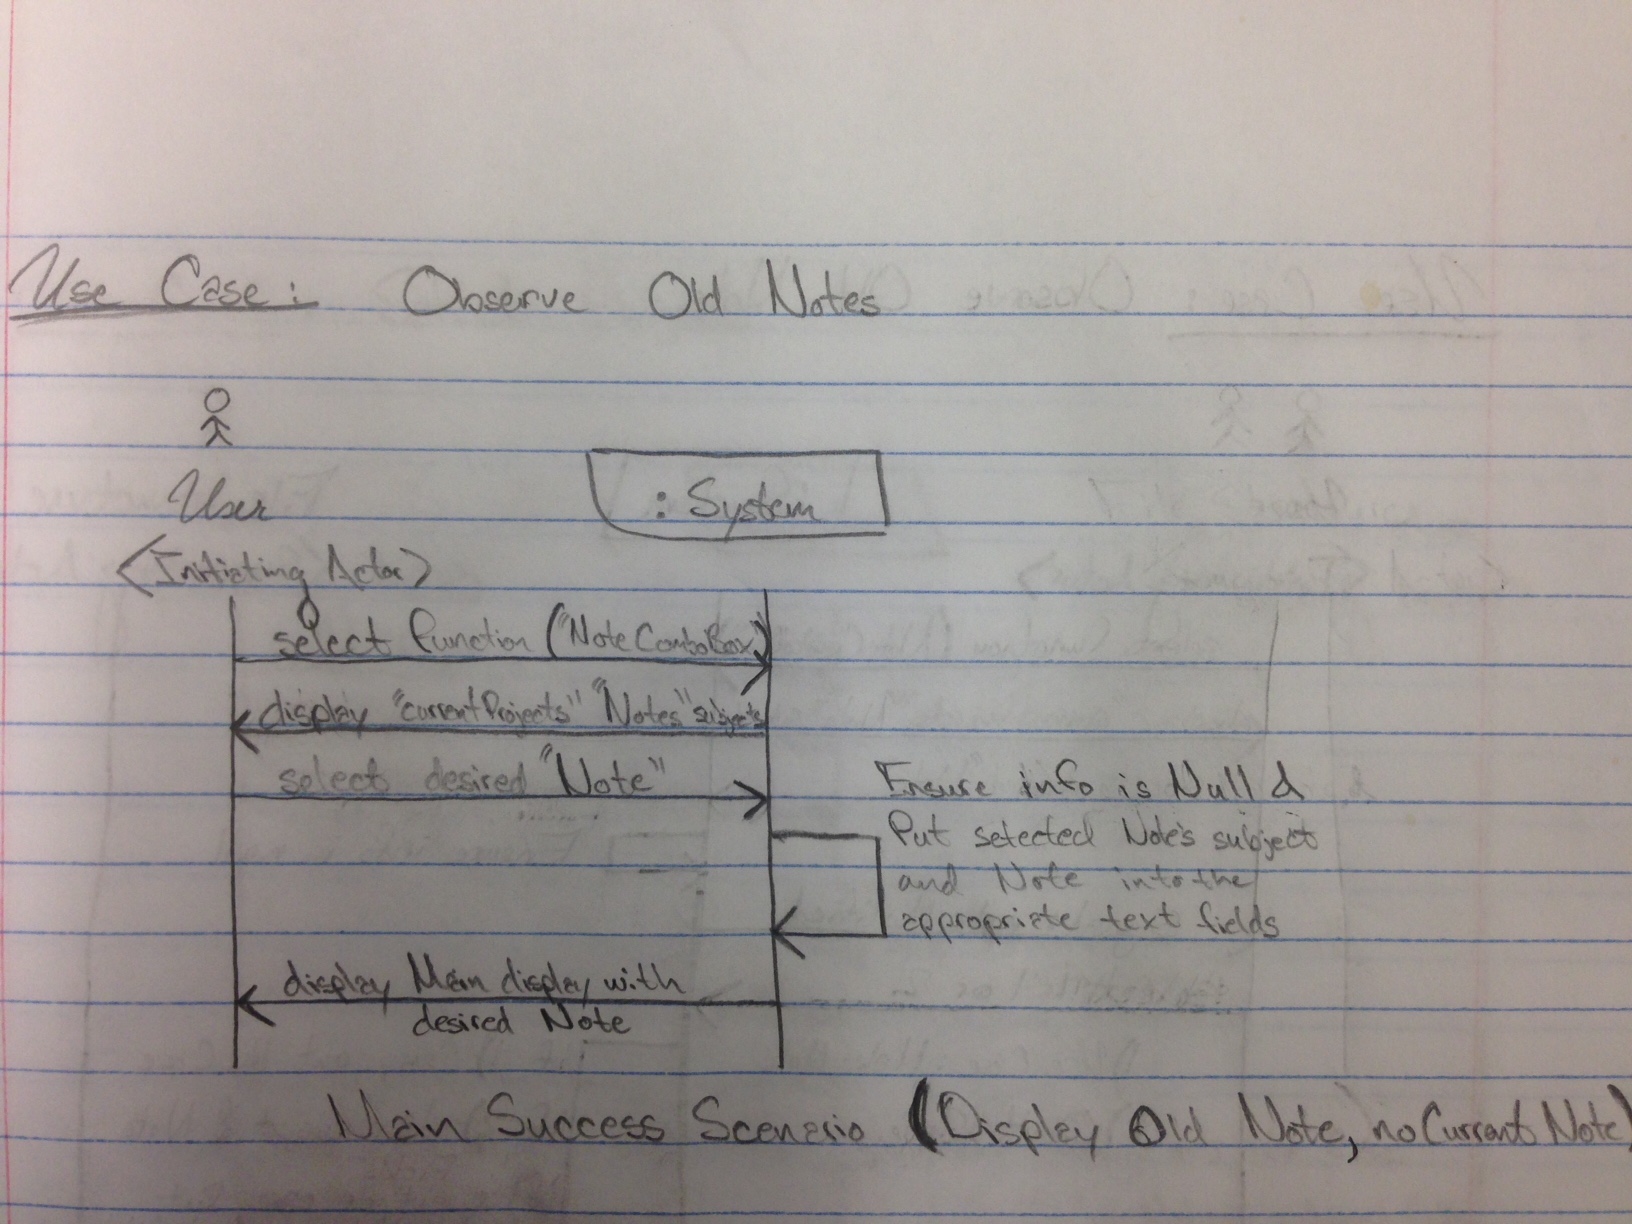 Use Case: Observe Old Notes
User
: System
<Initiating Actor>
select function ("NoteComboBox")
display "currentProjects" "Notes" subjects
select desired "Note"
Ensure info is Null &
Put selected Note's subject
and Note into the
appropriate text fields
display Main display with
desired Note
Main Success Scenario (Display Old Note, no Current Note)